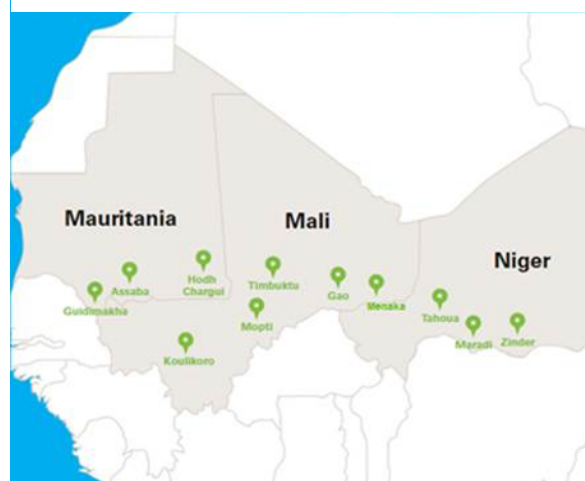 Mauritania
Mali
Niger
Hodh
Chargui
Assaba
Guidimakha
Timbuktu
Gao
Menaka
Mopti
Koulikoro
Tahoua
Maradi
Zinder